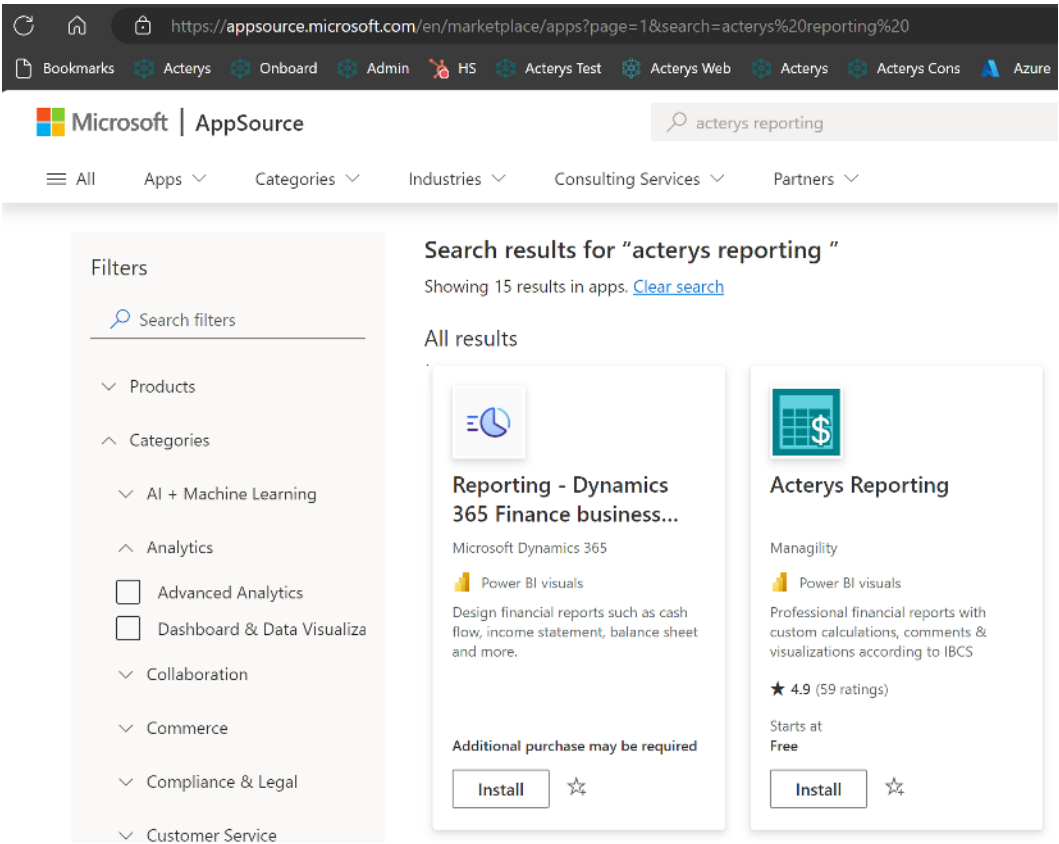 https://appsource.microsoft.com/en/marketplace/apps?page=1&search=acterys%20reporting%20
Bookmarks Acterys Onboard Admin HS Acterys Test Acterys Web Acterys Acterys Cons Azure
Microsoft | AppSource
acterys reporting
All Apps Categories Industries Consulting Services Partners
Filters
Search filters
Products
Categories
AI + Machine Learning
Analytics
Advanced Analytics
Dashboard & Data Visualiza
Collaboration
Commerce
Compliance & Legal
Customer Service
Search results for “acterys reporting ”
Showing 15 results in apps. Clear search
All results
Reporting - Dynamics
365 Finance business...
Microsoft Dynamics 365
Power BI visuals
Design financial reports such as cash
flow, income statement, balance sheet
and more.
Additional purchase may be required
Install
Acterys Reporting
Managility
Power BI visuals
Professional financial reports with
custom calculations, comments &
visualizations according to IBCS
4.9 (59 ratings)
Starts at
Free
Install